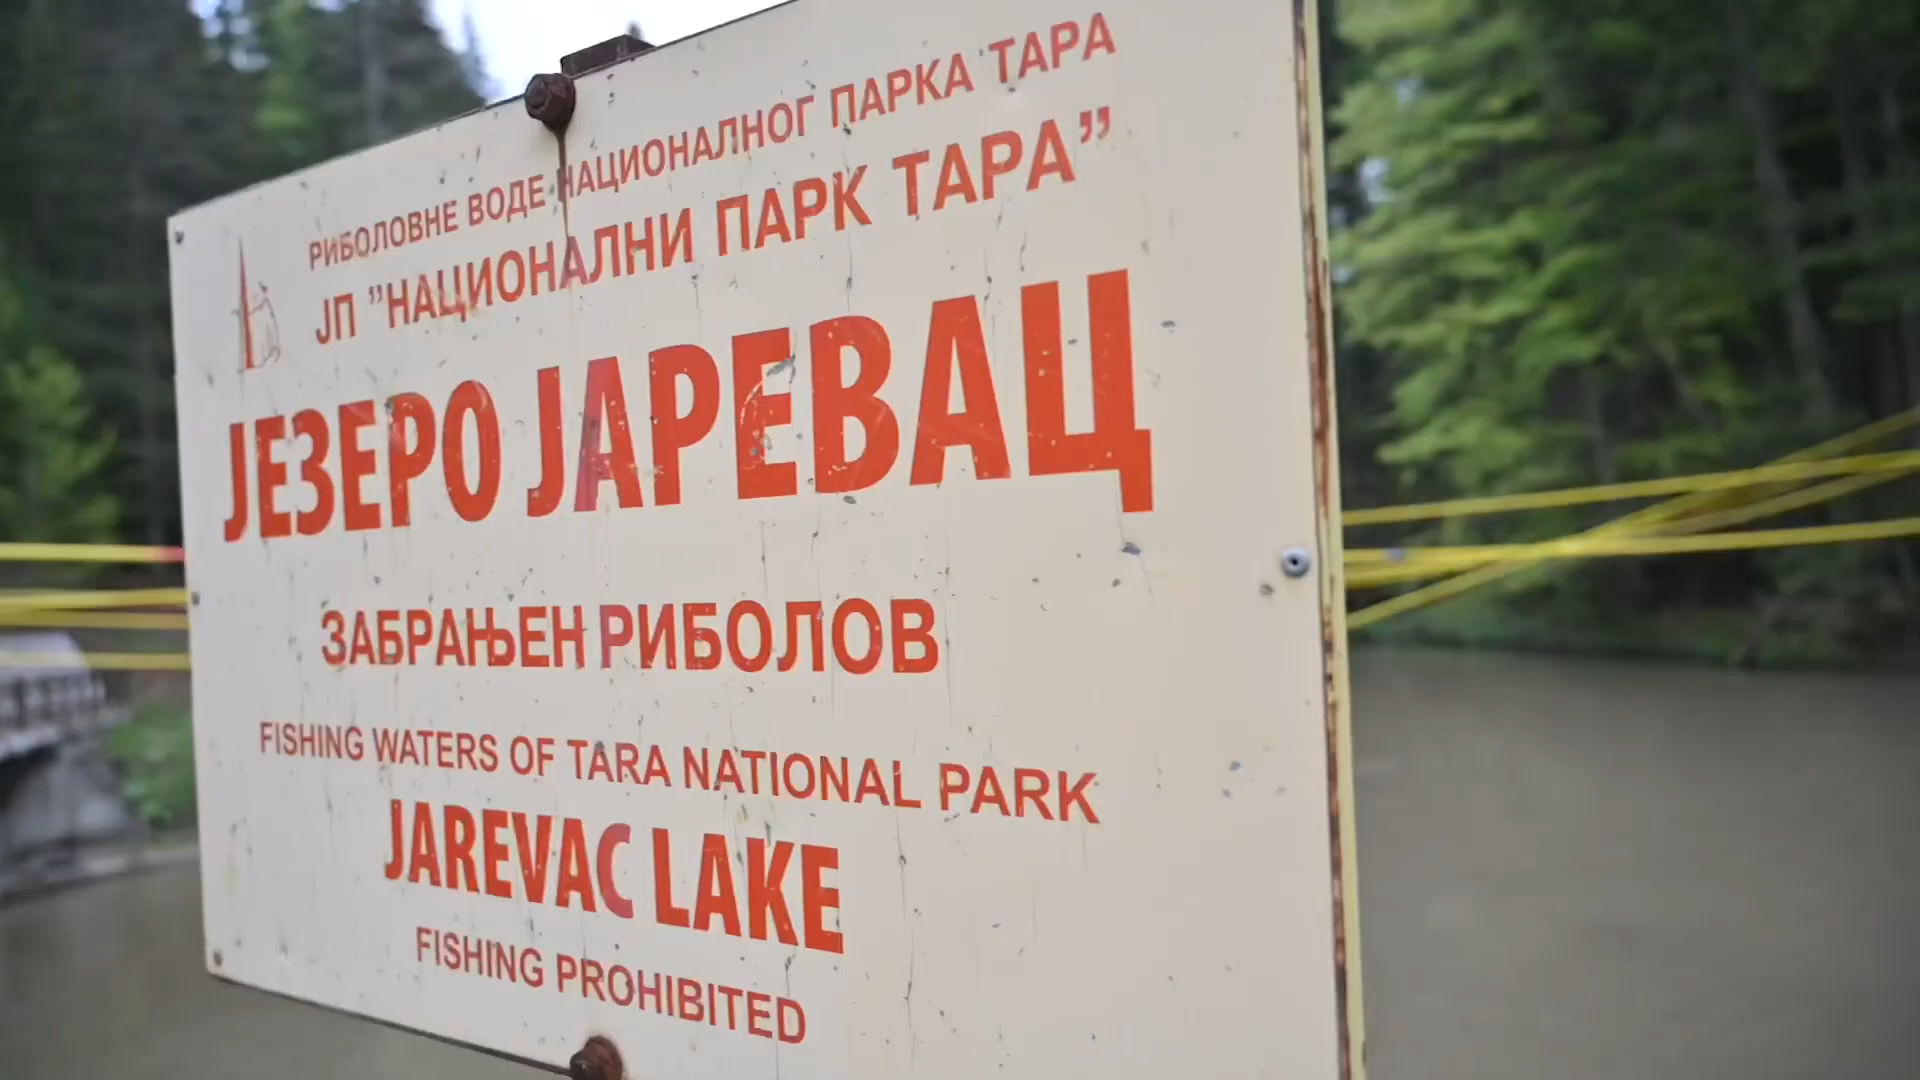 РИБОЛОВНЕ ВОДЕ НАЦИОНАЛНОГ ПАРКА ТАРА
ЈП ”НАЦИОНАЛНИ ПАРК ТАРА”
ЈЕЗЕРО ЈАРЕВАЦ
ЗАБРАЊЕН РИБОЛОВ
FISHING WATERS OF TARA NATIONAL PARK
JAREVAC LAKE
FISHING PROHIBITED